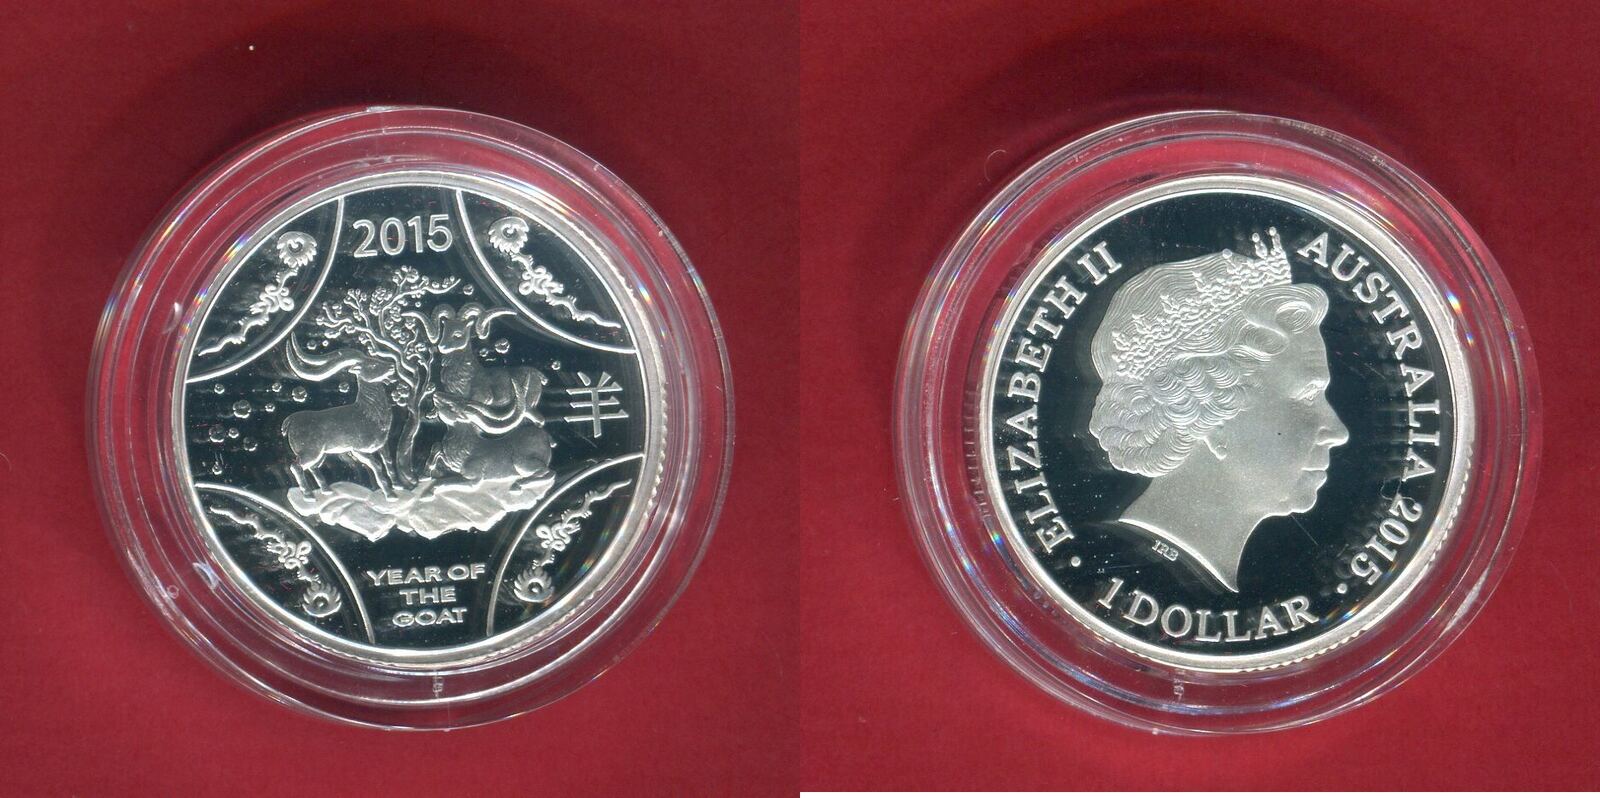 2015
羊
YEAR OF
THE
GOAT
ELIZABETH II
AUSTRALIA 2015
1 DOLLAR
IRB